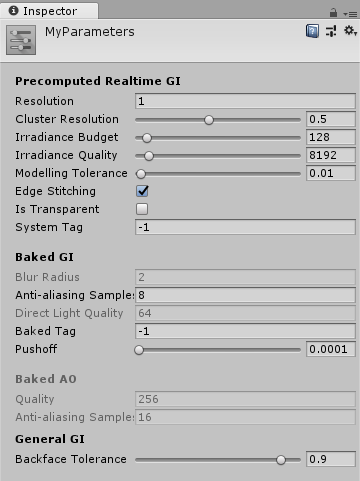 Inspector
MyParameters
Precomputed Realtime GI
Resolution 1
Cluster Resolution 0.5
Irradiance Budget 128
Irradiance Quality 8192
Modelling Tolerance 0.01
Edge Stitching
Is Transparent
System Tag -1
Baked GI
Blur Radius 2
Anti-aliasing Samples 8
Direct Light Quality 64
Baked Tag -1
Pushoff 0.0001
Baked AO
Quality 256
Anti-aliasing Samples 16
General GI
Backface Tolerance 0.9